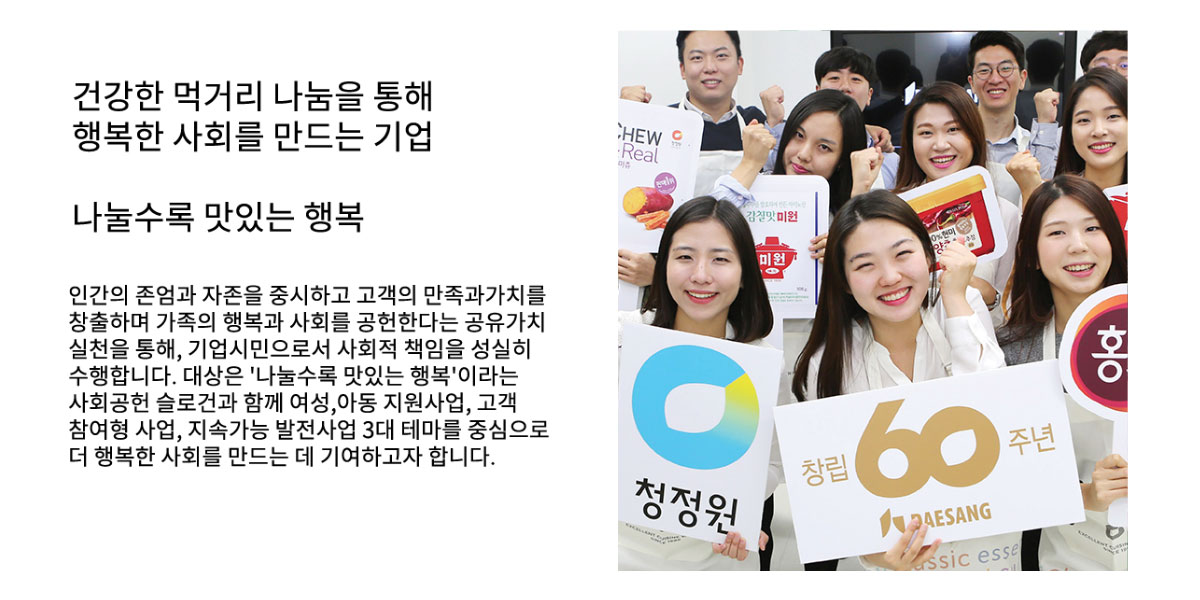 건강한 먹거리 나눔을 통해
행복한 사회를 만드는 기업
나눌수록 맛있는 행복
인간의 존엄과 자존을 중시하고 고객의 만족과가치를
창출하며 가족의 행복과 사회를 공헌한다는 공유가치
실천을 통해, 기업시민으로서 사회적 책임을 성실히
수행합니다. 대상은 '나눌수록 맛있는 행복'이라는
사회공헌 슬로건과 함께 여성,아동 지원사업, 고객
참여형 사업, 지속가능 발전사업 3대 테마를 중심으로
더 행복한 사회를 만드는 데 기여하고자 합니다.
CHEW
Real
감칠맛 미원
미원
청정원
창립 60 주년
DAESANG
홍